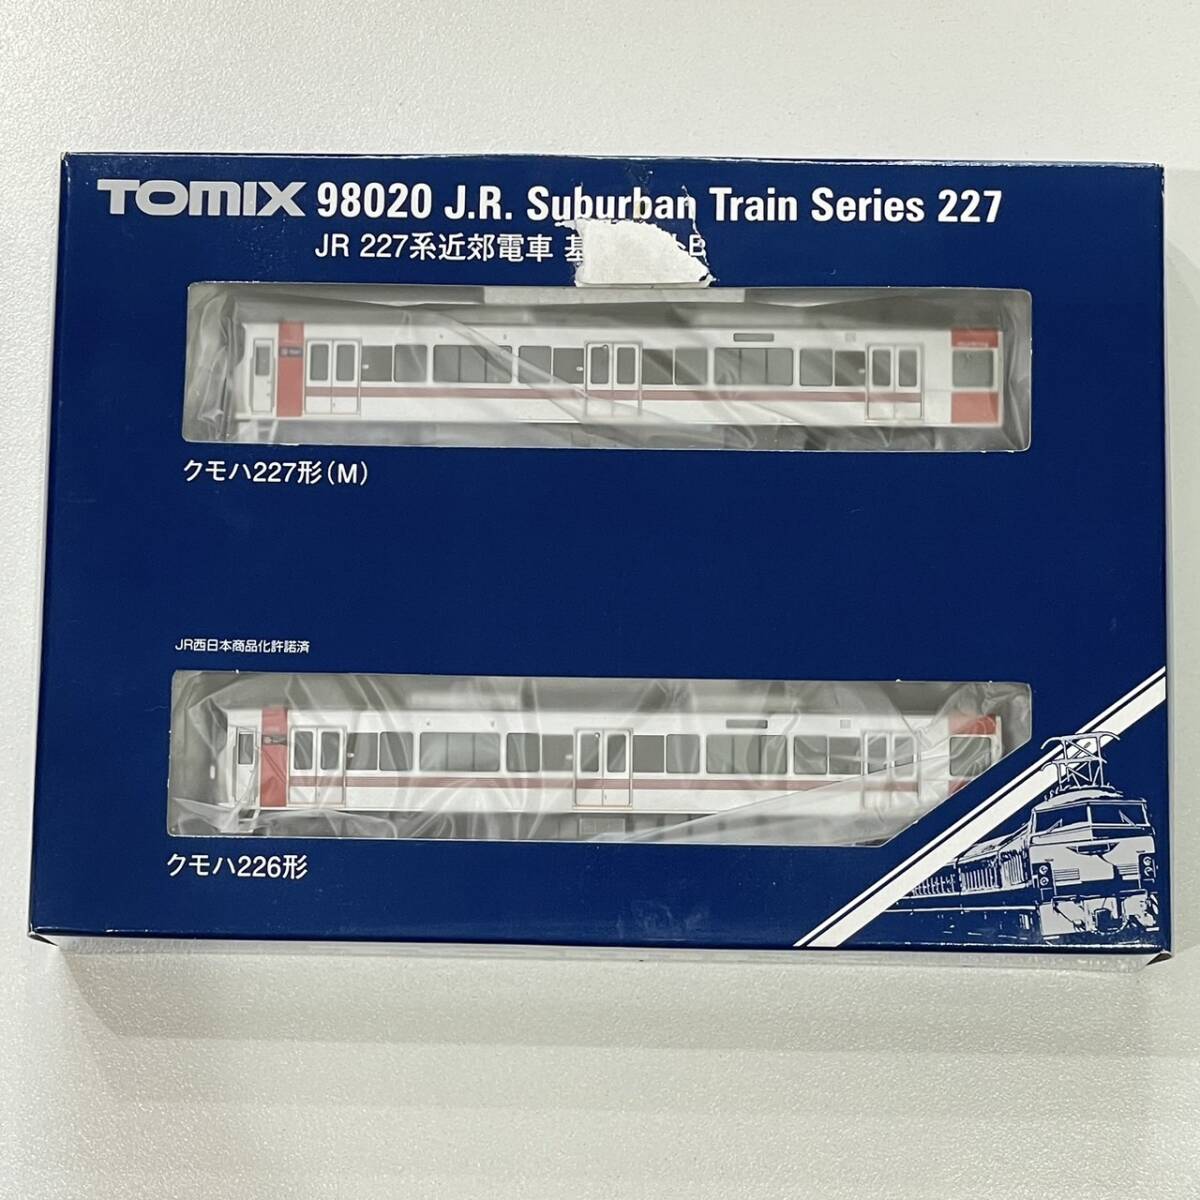 TOMIX 98020 J.R. Suburban Train Series 227
JR 227系近郊電車 基 B
クモハ227形（M）
JR西日本商品化許諾済
クモハ226形